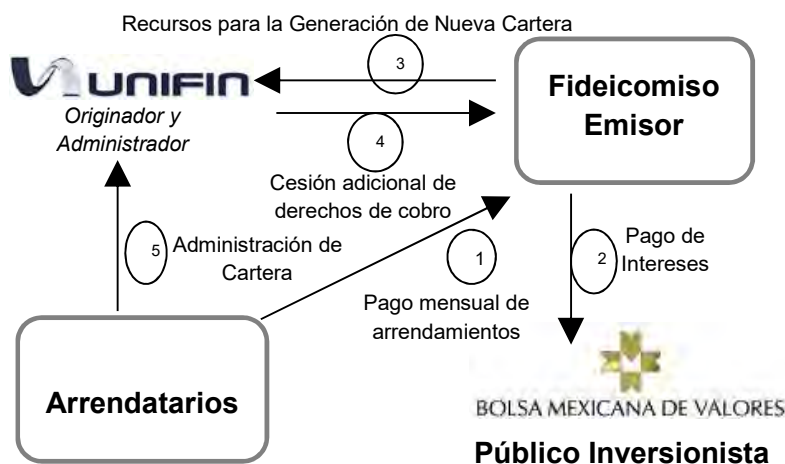 Recursos para la Generación de Nueva Cartera
3
UNIFIN
Originador y
Administrador
Fideicomiso
Emisor
4
Cesión adicional de
derechos de cobro
5
Administración de
Cartera
1
Pago mensual de
arrendamientos
2
Pago de
Intereses
Arrendatarios
BOLSA MEXICANA DE VALORES
Público Inversionista